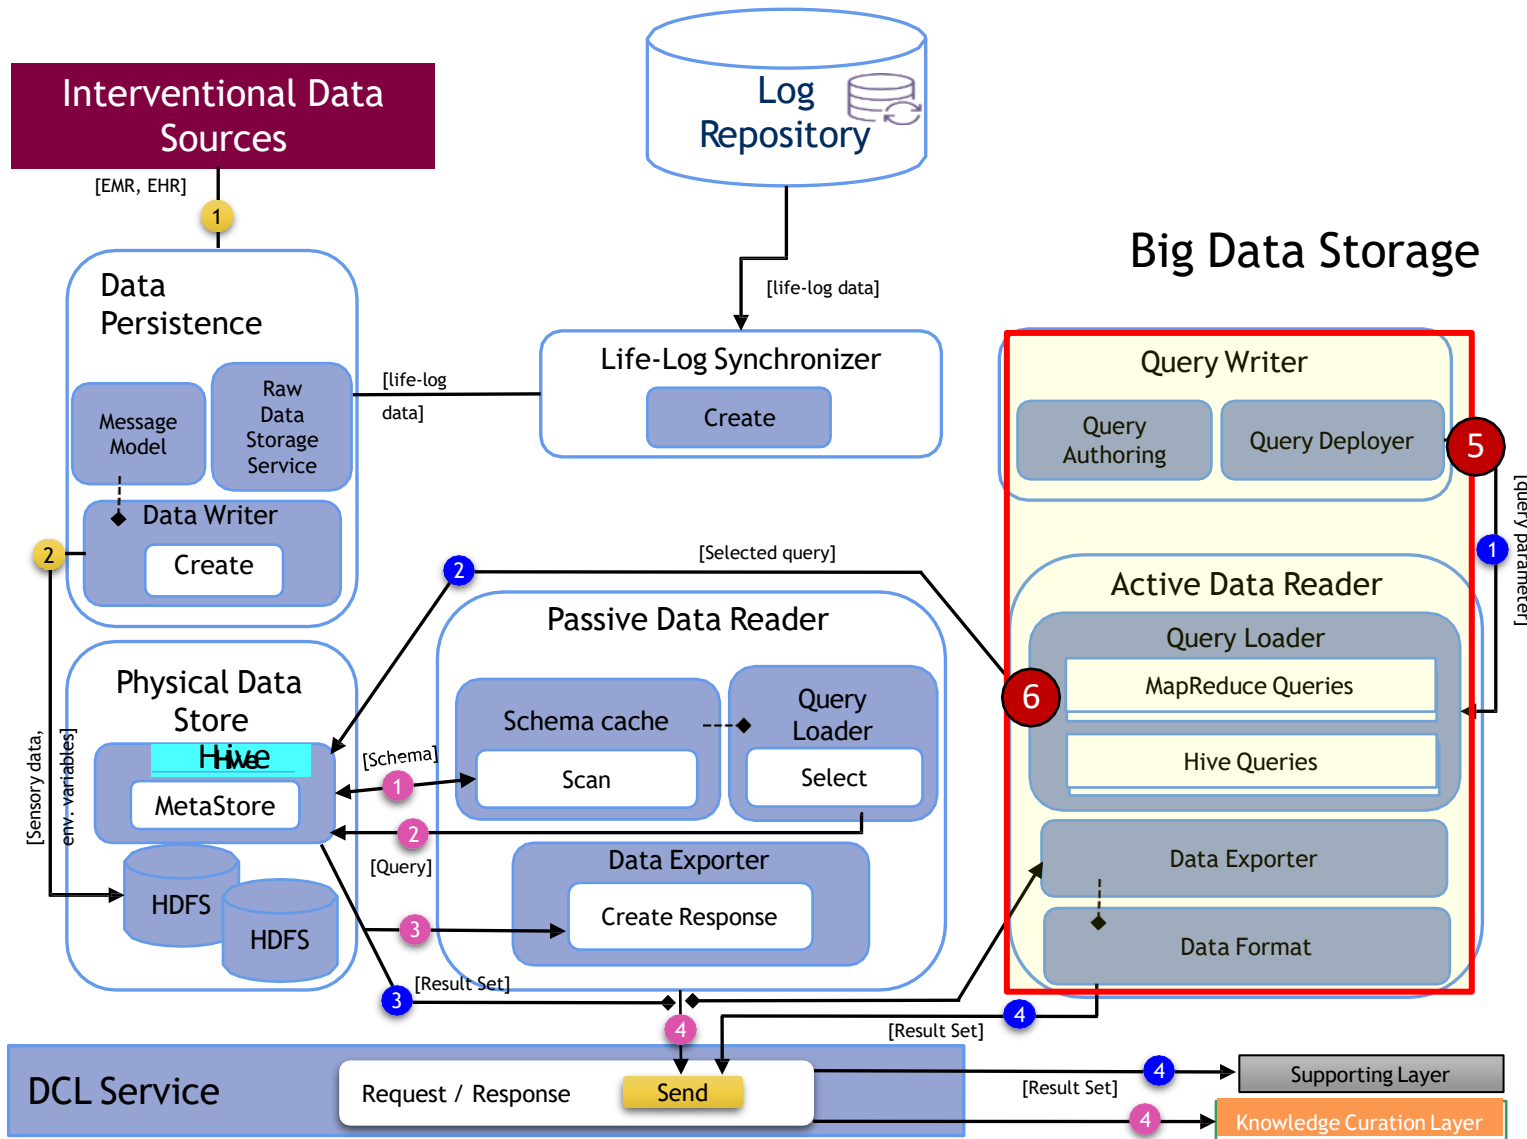 Interventional Data
Sources
[EMR, EHR]
1
Log
Repository
[life-log data]
Big Data Storage
Data
Persistence
Message
Model
Raw
Data
Storage
Service
Data Writer
Create
2
[life-log
data]
Life-Log Synchronizer
Create
Query Writer
Query
Authoring
Query Deployer
5
[query parameter]
1
[Selected query]
2
Active Data Reader
Query Loader
MapReduce Queries
Hive Queries
6
Data Exporter
Data Format
Passive Data Reader
Schema cache
Scan
Query
Loader
Select
Data Exporter
Create Response
Physical Data
Store
Hive
MetaStore
HDFS
HDFS
[Sensory data,
env. variables]
[Schema]
1
2
[Query]
3
[Result Set]
3
4
[Result Set]
4
DCL Service
Request / Response
Send
4
[Result Set]
Supporting Layer
4
Knowledge Curation Layer